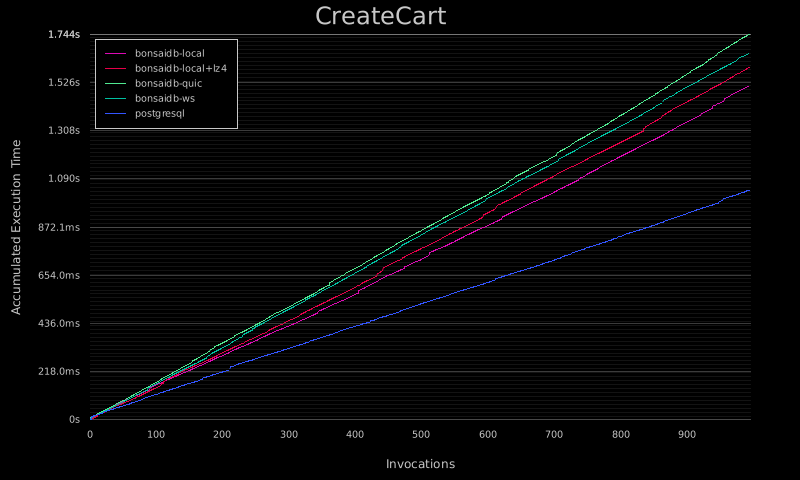 CreateCart
1.744s
1.526s
1.308s
1.090s
872.1ms
654.0ms
436.0ms
218.0ms
0s
Accumulated Execution Time
bonsaidb-local
bonsaidb-local+lz4
bonsaidb-quic
bonsaidb-ws
postgresql
0 100 200 300 400 500 600 700 800 900
Invocations